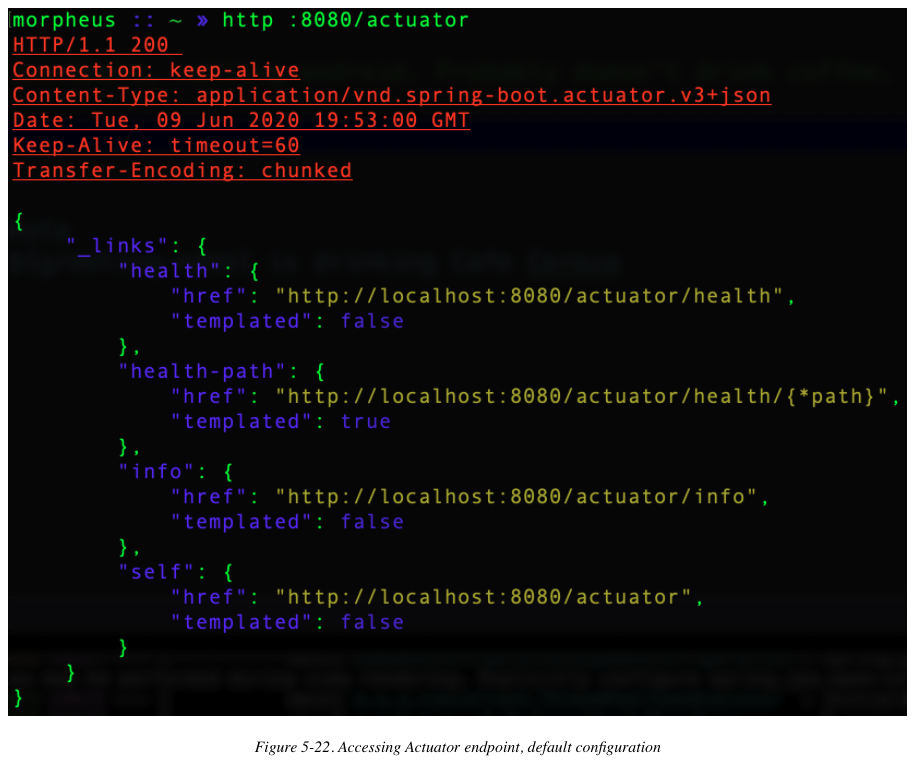 morpheus :: ~ » http :8080/actuator
HTTP/1.1 200
Connection: keep-alive
Content-Type: application/vnd.spring-boot.actuator.v3+json
Date: Tue, 09 Jun 2020 19:53:00 GMT
Keep-Alive: timeout=60
Transfer-Encoding: chunked

{
    "_links": {
        "health": {
            "href": "http://localhost:8080/actuator/health",
            "templated": false
        },
        "health-path": {
            "href": "http://localhost:8080/actuator/health/{*path}",
            "templated": true
        },
        "info": {
            "href": "http://localhost:8080/actuator/info",
            "templated": false
        },
        "self": {
            "href": "http://localhost:8080/actuator",
            "templated": false
        }
    }
}
Figure 5-22. Accessing Actuator endpoint, default configuration